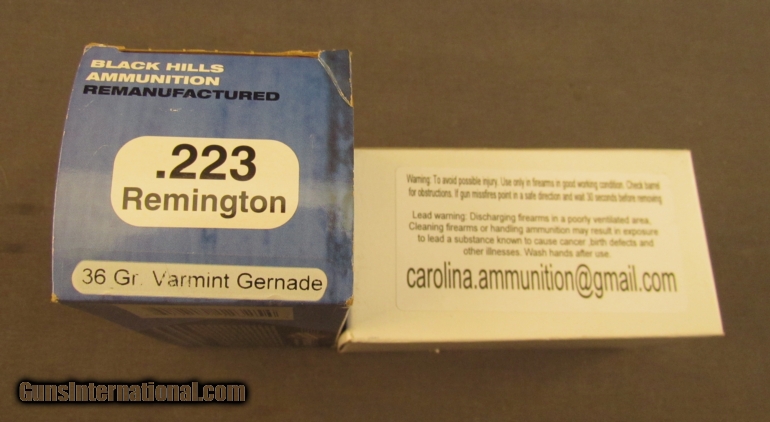 BLACK HILLS
AMMUNITION
REMANUFACTURED
.223
Remington
36 Gr. Varmint Gernade
Warning: To avoid possible injury. Use only in firearms in good working condition. Check barrel
for obstructions. If gun missfires point in a safe direction and wait 30 seconds before removing
Lead warning: Discharging firearms in a poorly ventilated area,
Cleaning firearms or handling ammunition may result in exposure
to lead a substance known to cause cancer ,birth defects and
other illnesses. Wash hands after use.
carolina.ammunition@gmail.com
GunsInternational.com